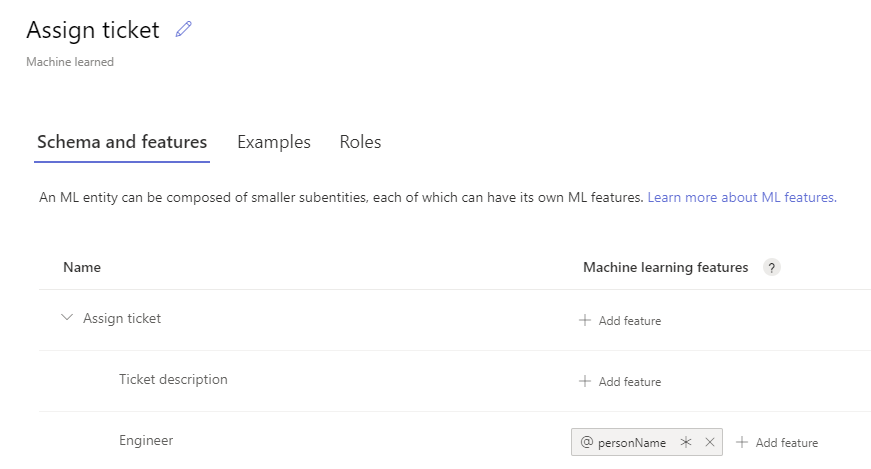 Assign ticket
Machine learned
Schema and features Examples Roles
An ML entity can be composed of smaller subentities, each of which can have its own ML features. Learn more about ML features.
Name Machine learning features ?
Assign ticket + Add feature
Ticket description + Add feature
Engineer @ personName * × + Add feature